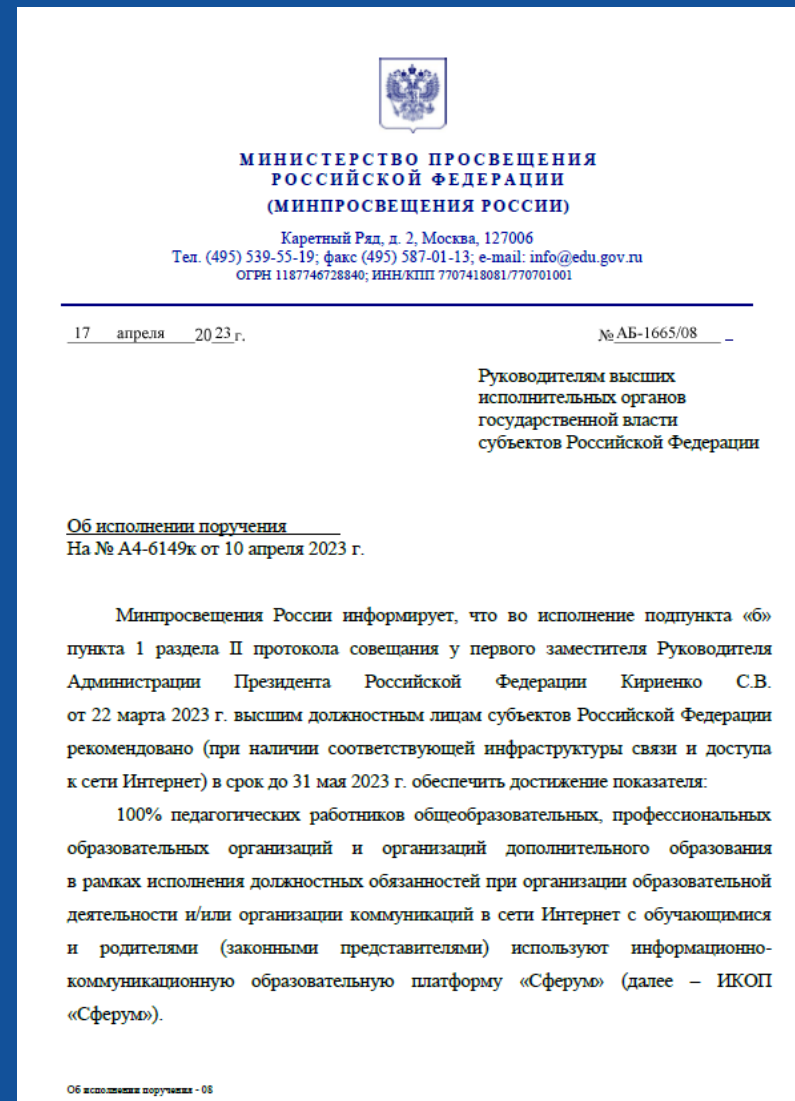 МИНИСТЕРСТВО ПРОСВЕЩЕНИЯ
РОССИЙСКОЙ ФЕДЕРАЦИИ
(МИНПРОСВЕЩЕНИЯ РОССИИ)
Каретный Ряд, д. 2, Москва, 127006
Тел. (495) 539-55-19; факс (495) 587-01-13; e-mail: info@edu.gov.ru
ОГРН 1187746728840; ИНН/КПП 7707418081/770701001
17 апреля 2023 г. № АБ-1665/08
Руководителям высших
исполнительных органов
государственной власти
субъектов Российской Федерации
Об исполнении поручения
На № А4-6149к от 10 апреля 2023 г.
Минпросвещения России информирует, что во исполнение подпункта «б»
пункта 1 раздела II протокола совещания у первого заместителя Руководителя
Администрации Президента Российской Федерации Кириенко С.В.
от 22 марта 2023 г. высшим должностным лицам субъектов Российской Федерации
рекомендовано (при наличии соответствующей инфраструктуры связи и доступа
к сети Интернет) в срок до 31 мая 2023 г. обеспечить достижение показателя:
100% педагогических работников общеобразовательных, профессиональных
образовательных организаций и организаций дополнительного образования
в рамках исполнения должностных обязанностей при организации образовательной
деятельности и/или организации коммуникаций в сети Интернет с обучающимися
и родителями (законными представителями) используют информационно-
коммуникационную образовательную платформу «Сферум» (далее – ИКОП
«Сферум»).
Об исполнении поручения - 08